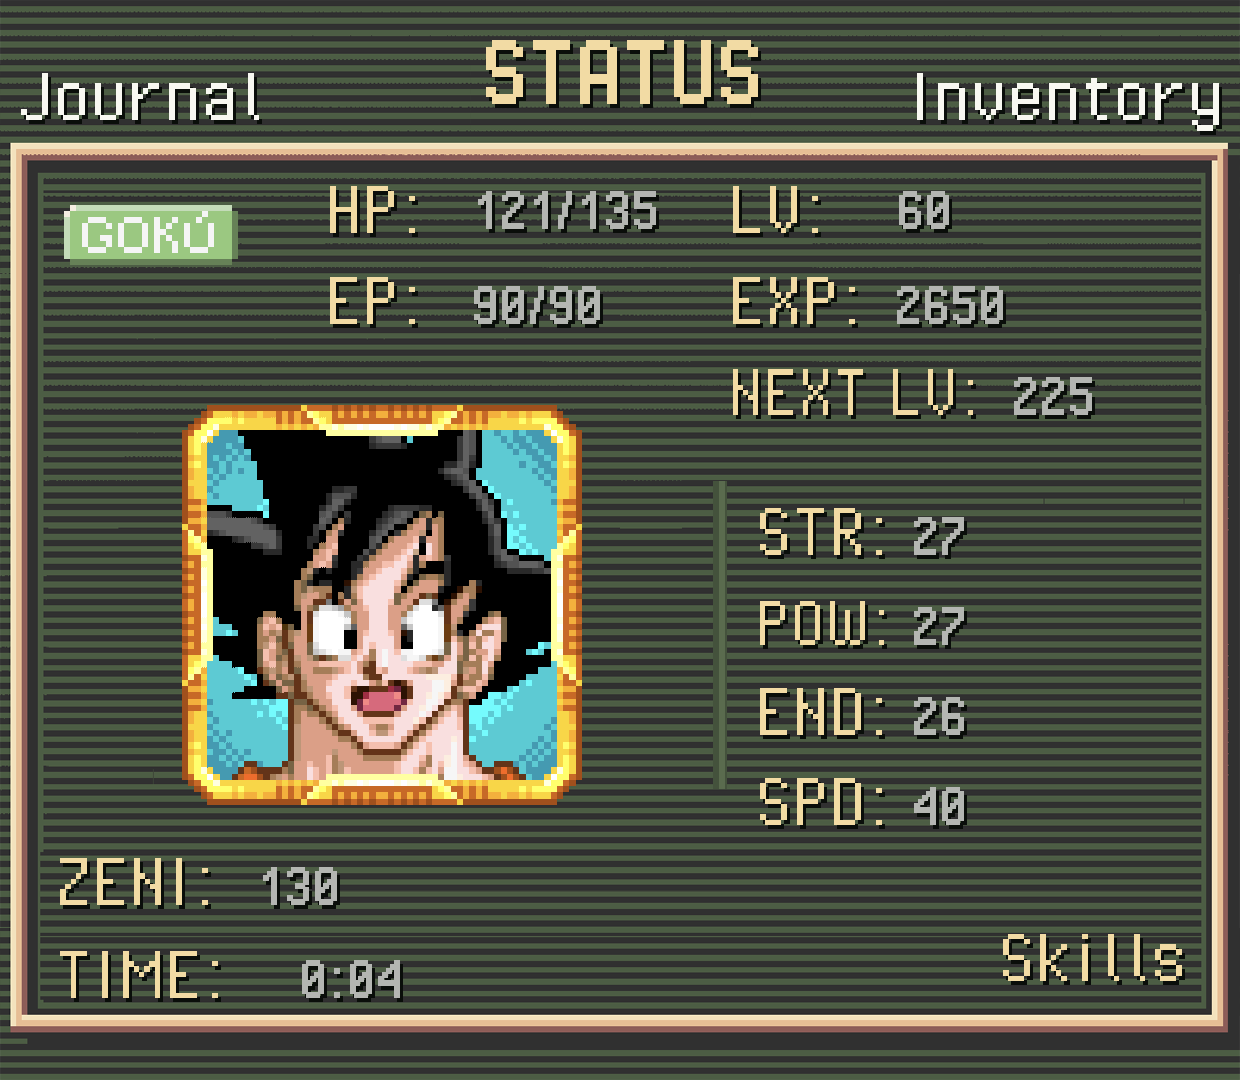 STATUS
Journal Inventory
GOKÚ HP: 121/135 LV: 60
EP: 90/90 EXP: 2650
NEXT LV: 225
STR: 27
POW: 27
END: 26
SPD: 40
ZENI: 130
Skills
TIME: 0:04